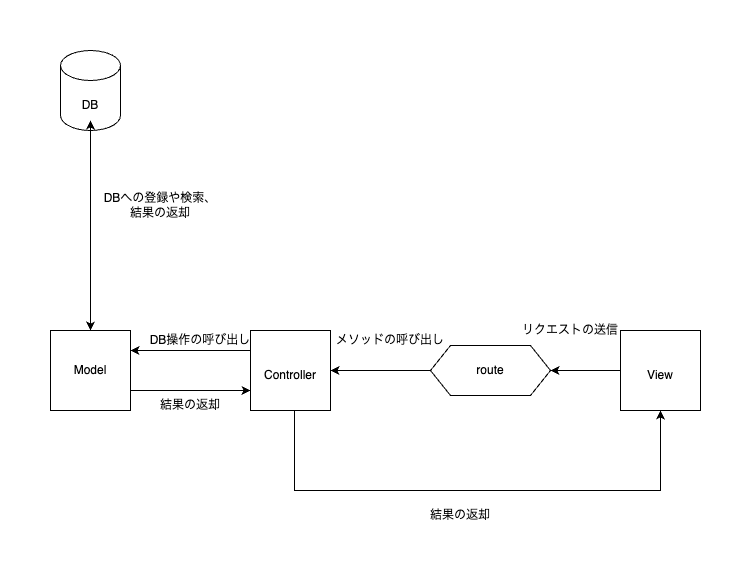 DB
DBへの登録や検索、
結果の返却
リクエストの送信
DB操作の呼び出し
メソッドの呼び出し
Model
Controller
route
View
結果の返却
結果の返却